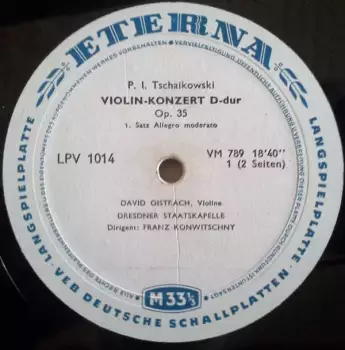 ETERNA
P. I. Tschaikowski
VIOLIN-KONZERT D-dur
Op. 35
1. Satz Allegro moderato
LPV 1014
VM 789 18'40"
1 (2 Seiten)
DAVID OISTRACH, Violine
DRESDNER STAATSKAPELLE
Dirigent: FRANZ KONWITSCHNY
M 33⅓
LANGSPIELPLATTE · VEB DEUTSCHE SCHALLPLATTEN · LANGSPIELPLATTE